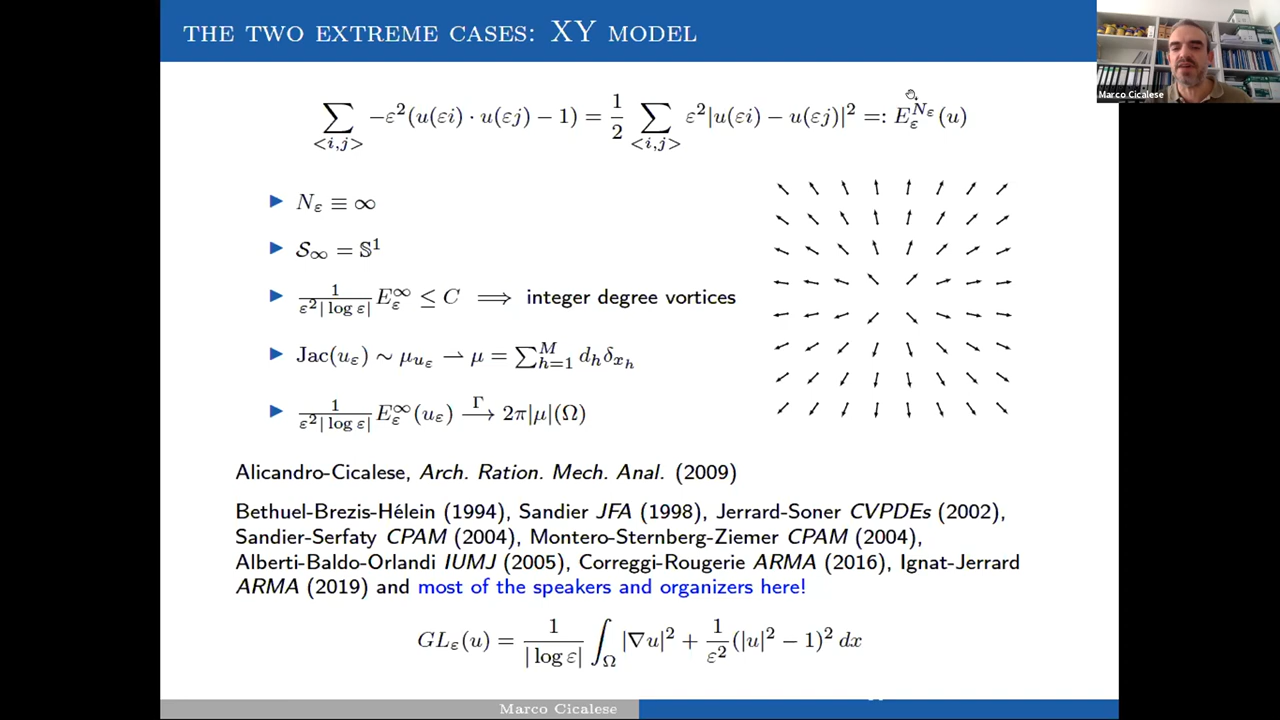 THE TWO EXTREME CASES: XY MODEL
Marco Cicalese
∑_{<i,j>} −ε²(u(εi) · u(εj) − 1) = 1/2 ∑_{<i,j>} ε²|u(εi) − u(εj)|² =: E_ε^{N_ε}(u)
▶ N_ε ≡ ∞
▶ 𝒮_∞ = 𝕊¹
▶ 1/(ε²|log ε|) E_ε^∞ ≤ C ⟹ integer degree vortices
▶ Jac(u_ε) ∼ μ_{u_ε} ⇀ μ = ∑_{h=1}^M d_h δ_{x_h}
▶ 1/(ε²|log ε|) E_ε^∞(u_ε) →^Γ 2π|μ|(Ω)
Alicandro-Cicalese, Arch. Ration. Mech. Anal. (2009)
Bethuel-Brezis-Hélein (1994), Sandier JFA (1998), Jerrard-Soner CVPDEs (2002),
Sandier-Serfaty CPAM (2004), Montero-Sternberg-Ziemer CPAM (2004),
Alberti-Baldo-Orlandi IUMJ (2005), Correggi-Rougerie ARMA (2016), Ignat-Jerrard
ARMA (2019) and most of the speakers and organizers here!
GL_ε(u) = 1/|log ε| ∫_Ω |∇u|² + 1/ε² (|u|² − 1)² dx
Marco Cicalese